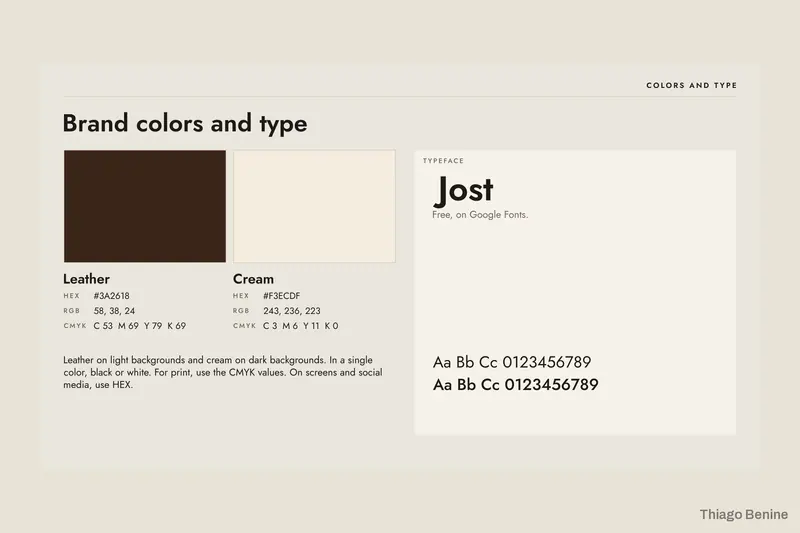 COLORS AND TYPE
Brand colors and type
Leather
HEX #3A2618
RGB 58, 38, 24
CMYK C 53 M 69 Y 79 K 69
Cream
HEX #F3ECDF
RGB 243, 236, 223
CMYK C 3 M 6 Y 11 K 0
Leather on light backgrounds and cream on dark backgrounds. In a single
color, black or white. For print, use the CMYK values. On screens and social
media, use HEX.
TYPEFACE
Jost
Free, on Google Fonts.
Aa Bb Cc 0123456789
Aa Bb Cc 0123456789
Thiago Benine